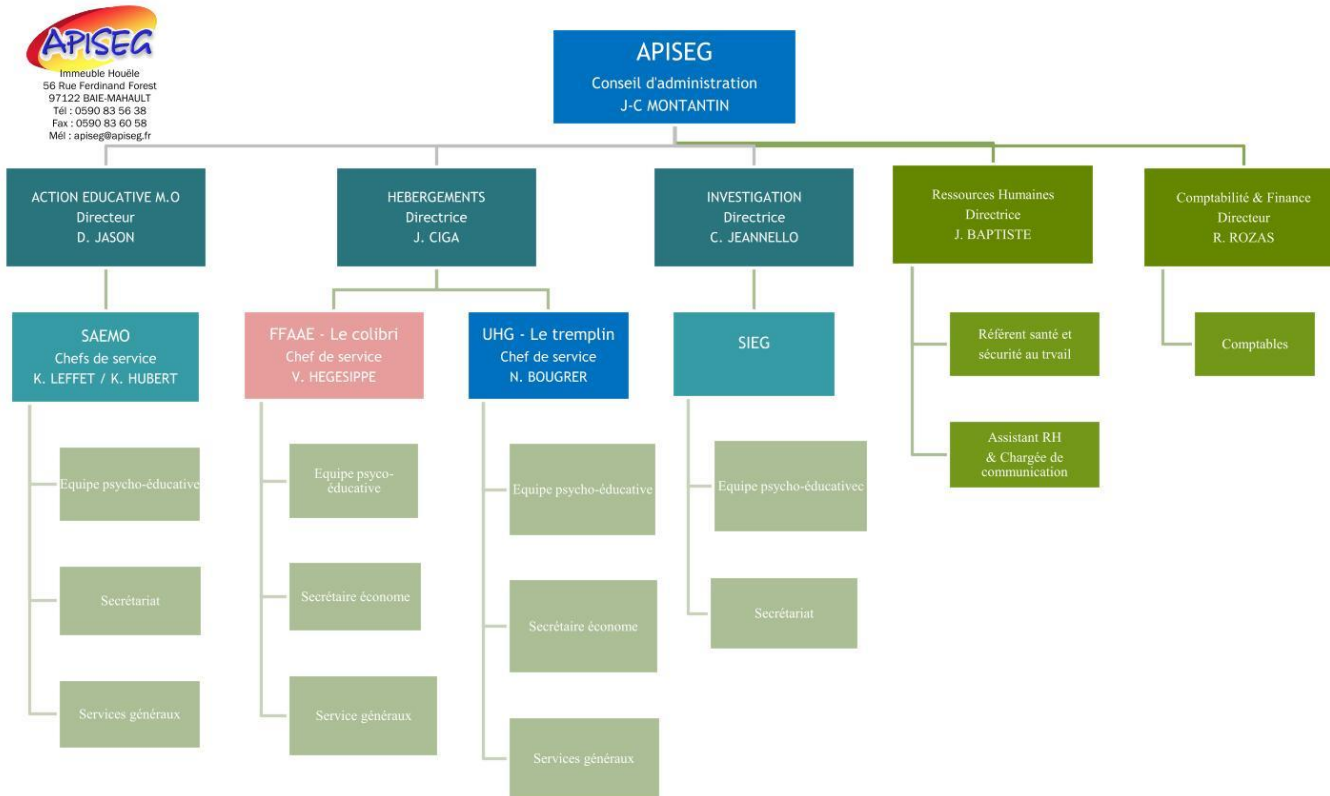 APISEG
Immeuble Houële
56 Rue Ferdinand Forest
97122 BAIE-MAHAULT
Tél : 0590 83 56 38
Fax : 0590 83 60 58
Mél : apiseg@apiseg.fr
APISEG
Conseil d'administration
J-C MONTANTIN
ACTION EDUCATIVE M.O
Directeur
D. JASON
HEBERGEMENTS
Directrice
J. CIGA
INVESTIGATION
Directrice
C. JEANNELLO
Ressources Humaines
Directrice
J. BAPTISTE
Comptabilité & Finance
Directeur
R. ROZAS
SAEMO
Chefs de service
K. LEFFET / K. HUBERT
FFAAE - Le colibri
Chef de service
V. HEGESIPPE
UHG - Le tremplin
Chef de service
N. BOUGRER
SIEG
Référent santé et
sécurité au trvail
Comptables
Assistant RH
& Chargée de
communication
Equipe psycho-éducative
Equipe psyco-
éducative
Equipe psycho-éducative
Equipe psycho-éducativec
Secrétariat
Secrétaire économe
Secrétaire économe
Secrétariat
Services généraux
Service généraux
Services généraux